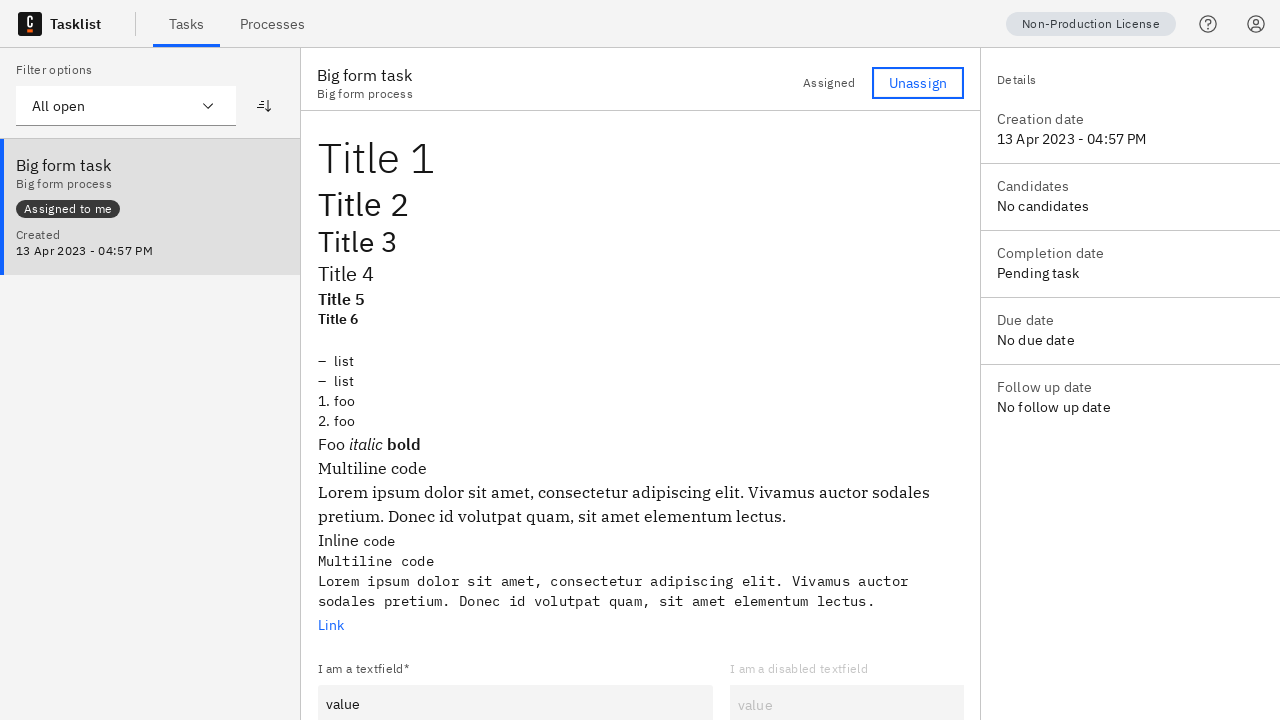 Tasklist
Tasks
Processes
Non-Production License
Filter options
All open
Big form task
Big form process
Assigned to me
Created
13 Apr 2023 - 04:57 PM
Big form task
Big form process
Assigned
Unassign
Title 1
Title 2
Title 3
Title 4
Title 5
Title 6
– list
– list
1. foo
2. foo
Foo italic bold
Multiline code
Lorem ipsum dolor sit amet, consectetur adipiscing elit. Vivamus auctor sodales
pretium. Donec id volutpat quam, sit amet elementum lectus.
Inline code
Multiline code
Lorem ipsum dolor sit amet, consectetur adipiscing elit. Vivamus auctor
sodales pretium. Donec id volutpat quam, sit amet elementum lectus.
Link
I am a textfield*
value
I am a disabled textfield
value
Details
Creation date
13 Apr 2023 - 04:57 PM
Candidates
No candidates
Completion date
Pending task
Due date
No due date
Follow up date
No follow up date